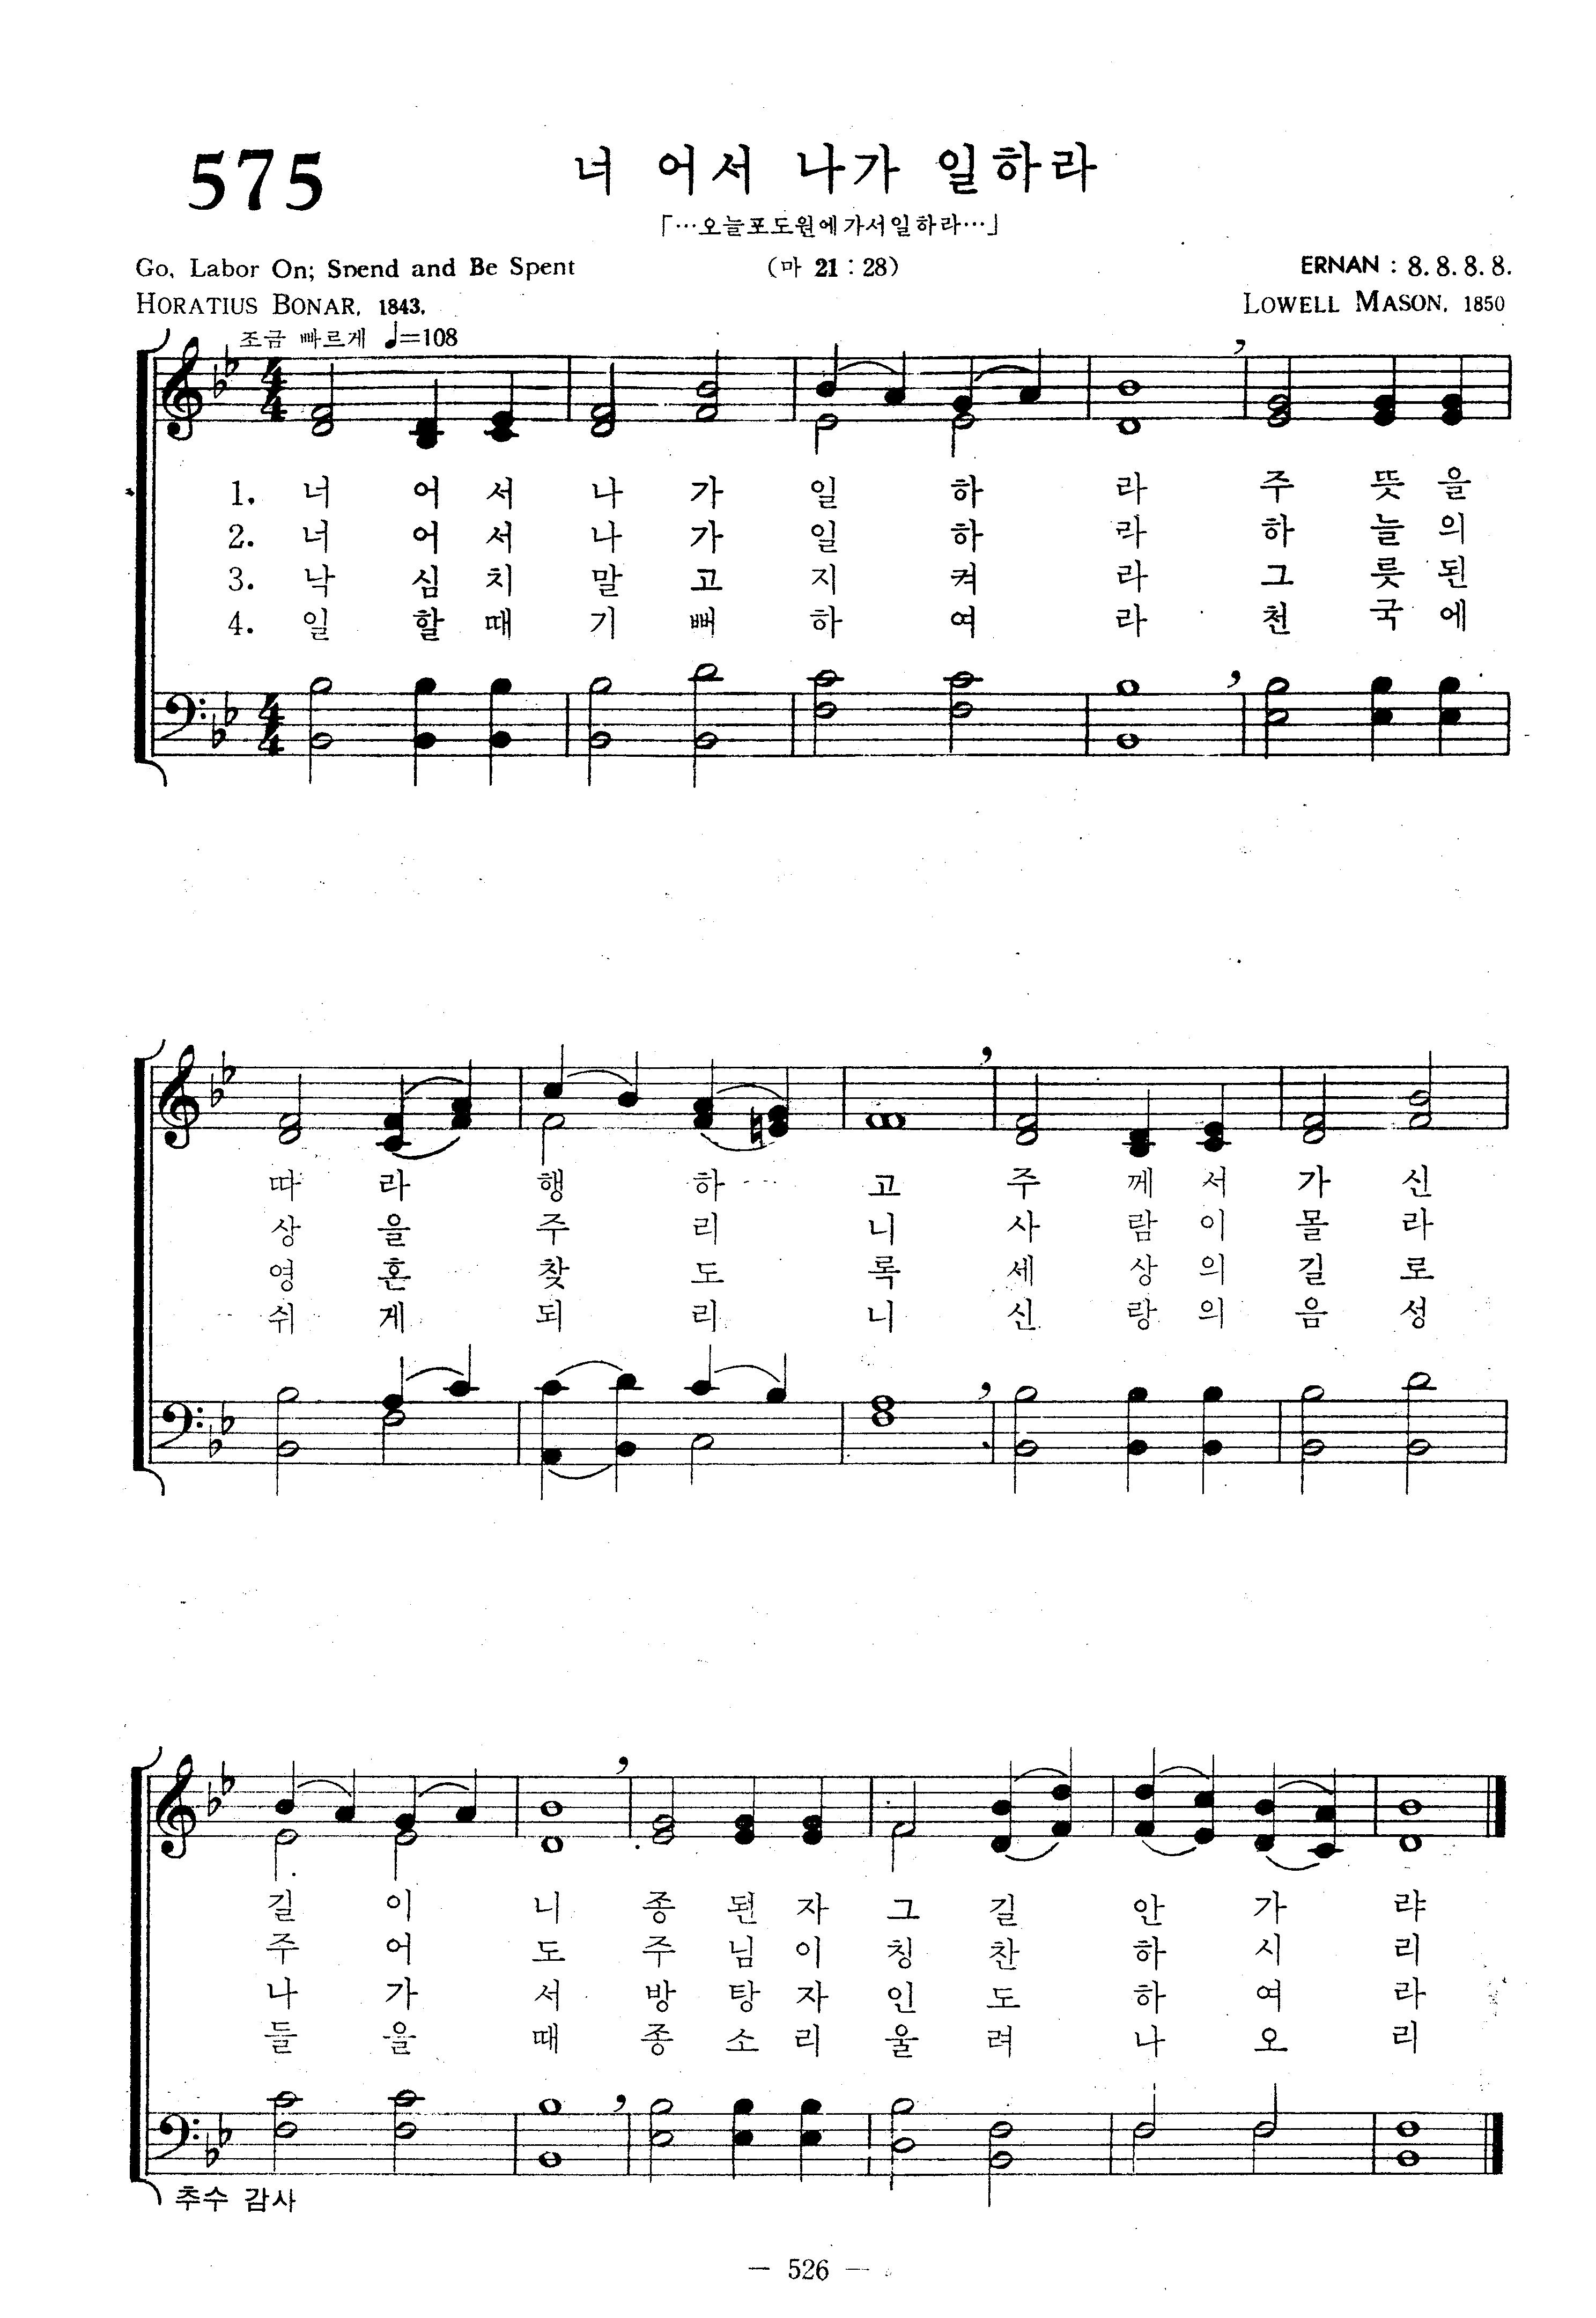 575
너 어서 나가 일하라
「…오늘포도원에가서일하라…」
Go, Labor On; Spend and Be Spent
(마 21 : 28)
ERNAN : 8. 8. 8. 8.
HORATIUS BONAR, 1843.
LOWELL MASON, 1850
조금 빠르게 ♩=108
1. 너 어 서 나 가 일 하 라 주 뜻 을
2. 너 어 서 나 가 일 하 라 하 늘 의
3. 낙 심 치 말 고 지 켜 라 그 릇 된
4. 일 할 때 기 뻐 하 여 라 천 국 에
따 라 행 하 고 주 께 서 가 신
상 을 주 리 니 사 람 이 몰 라
영 혼 찾 도 록 세 상 의 길 로
쉬 게 되 리 니 신 랑 의 음 성
길 이 니 종 된 자 그 길 안 가 랴
주 어 도 주 님 이 칭 찬 하 시 리
나 가 서 방 탕 자 인 도 하 여 라
들 을 때 종 소 리 울 려 나 오 리
추수 감사
— 526 —